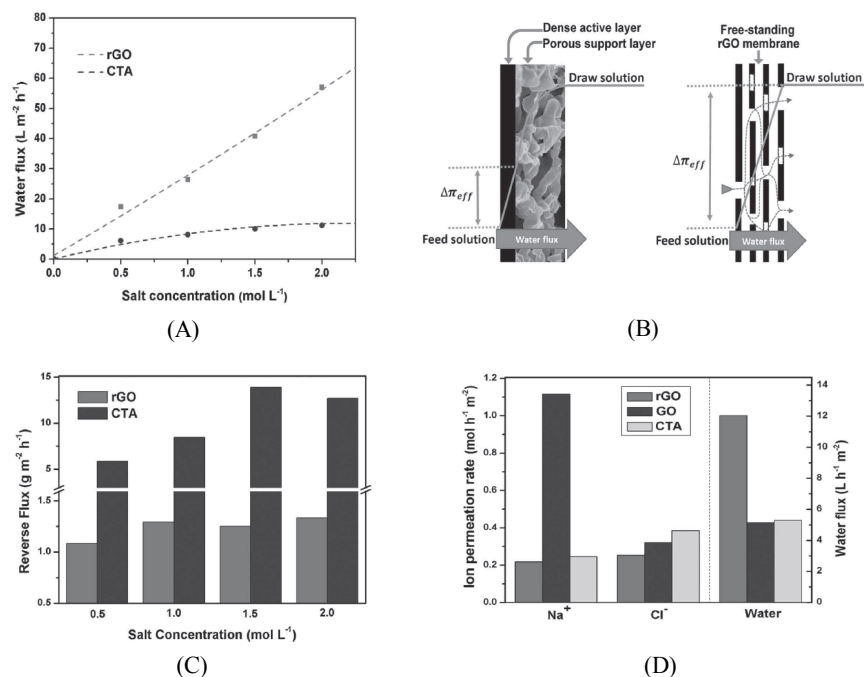 80
70
60
50
40
30
20
10
0
rGO
CTA
Water flux (L m⁻² h⁻¹)
0.0 0.5 1.0 1.5 2.0
Salt concentration (mol L⁻¹)
(A)
Dense active layer
Porous support layer
Draw solution
Δπeff
Feed solution
Water flux
Free-standing
rGO membrane
Draw solution
Δπeff
Feed solution
Water flux
(B)
rGO
CTA
15
10
5
1.5
1.0
0.5
Reverse Flux (g m⁻² h⁻¹)
0.5 1.0 1.5 2.0
Salt Concentration (mol L⁻¹)
(C)
rGO
GO
CTA
1.2
1.0
0.8
0.6
0.4
0.2
0.0
Ion permeation rate (mol h⁻¹ m⁻²)
14
12
10
8
6
4
2
0
Water flux (L h⁻¹ m⁻²)
Na⁺ Cl⁻ Water
(D)